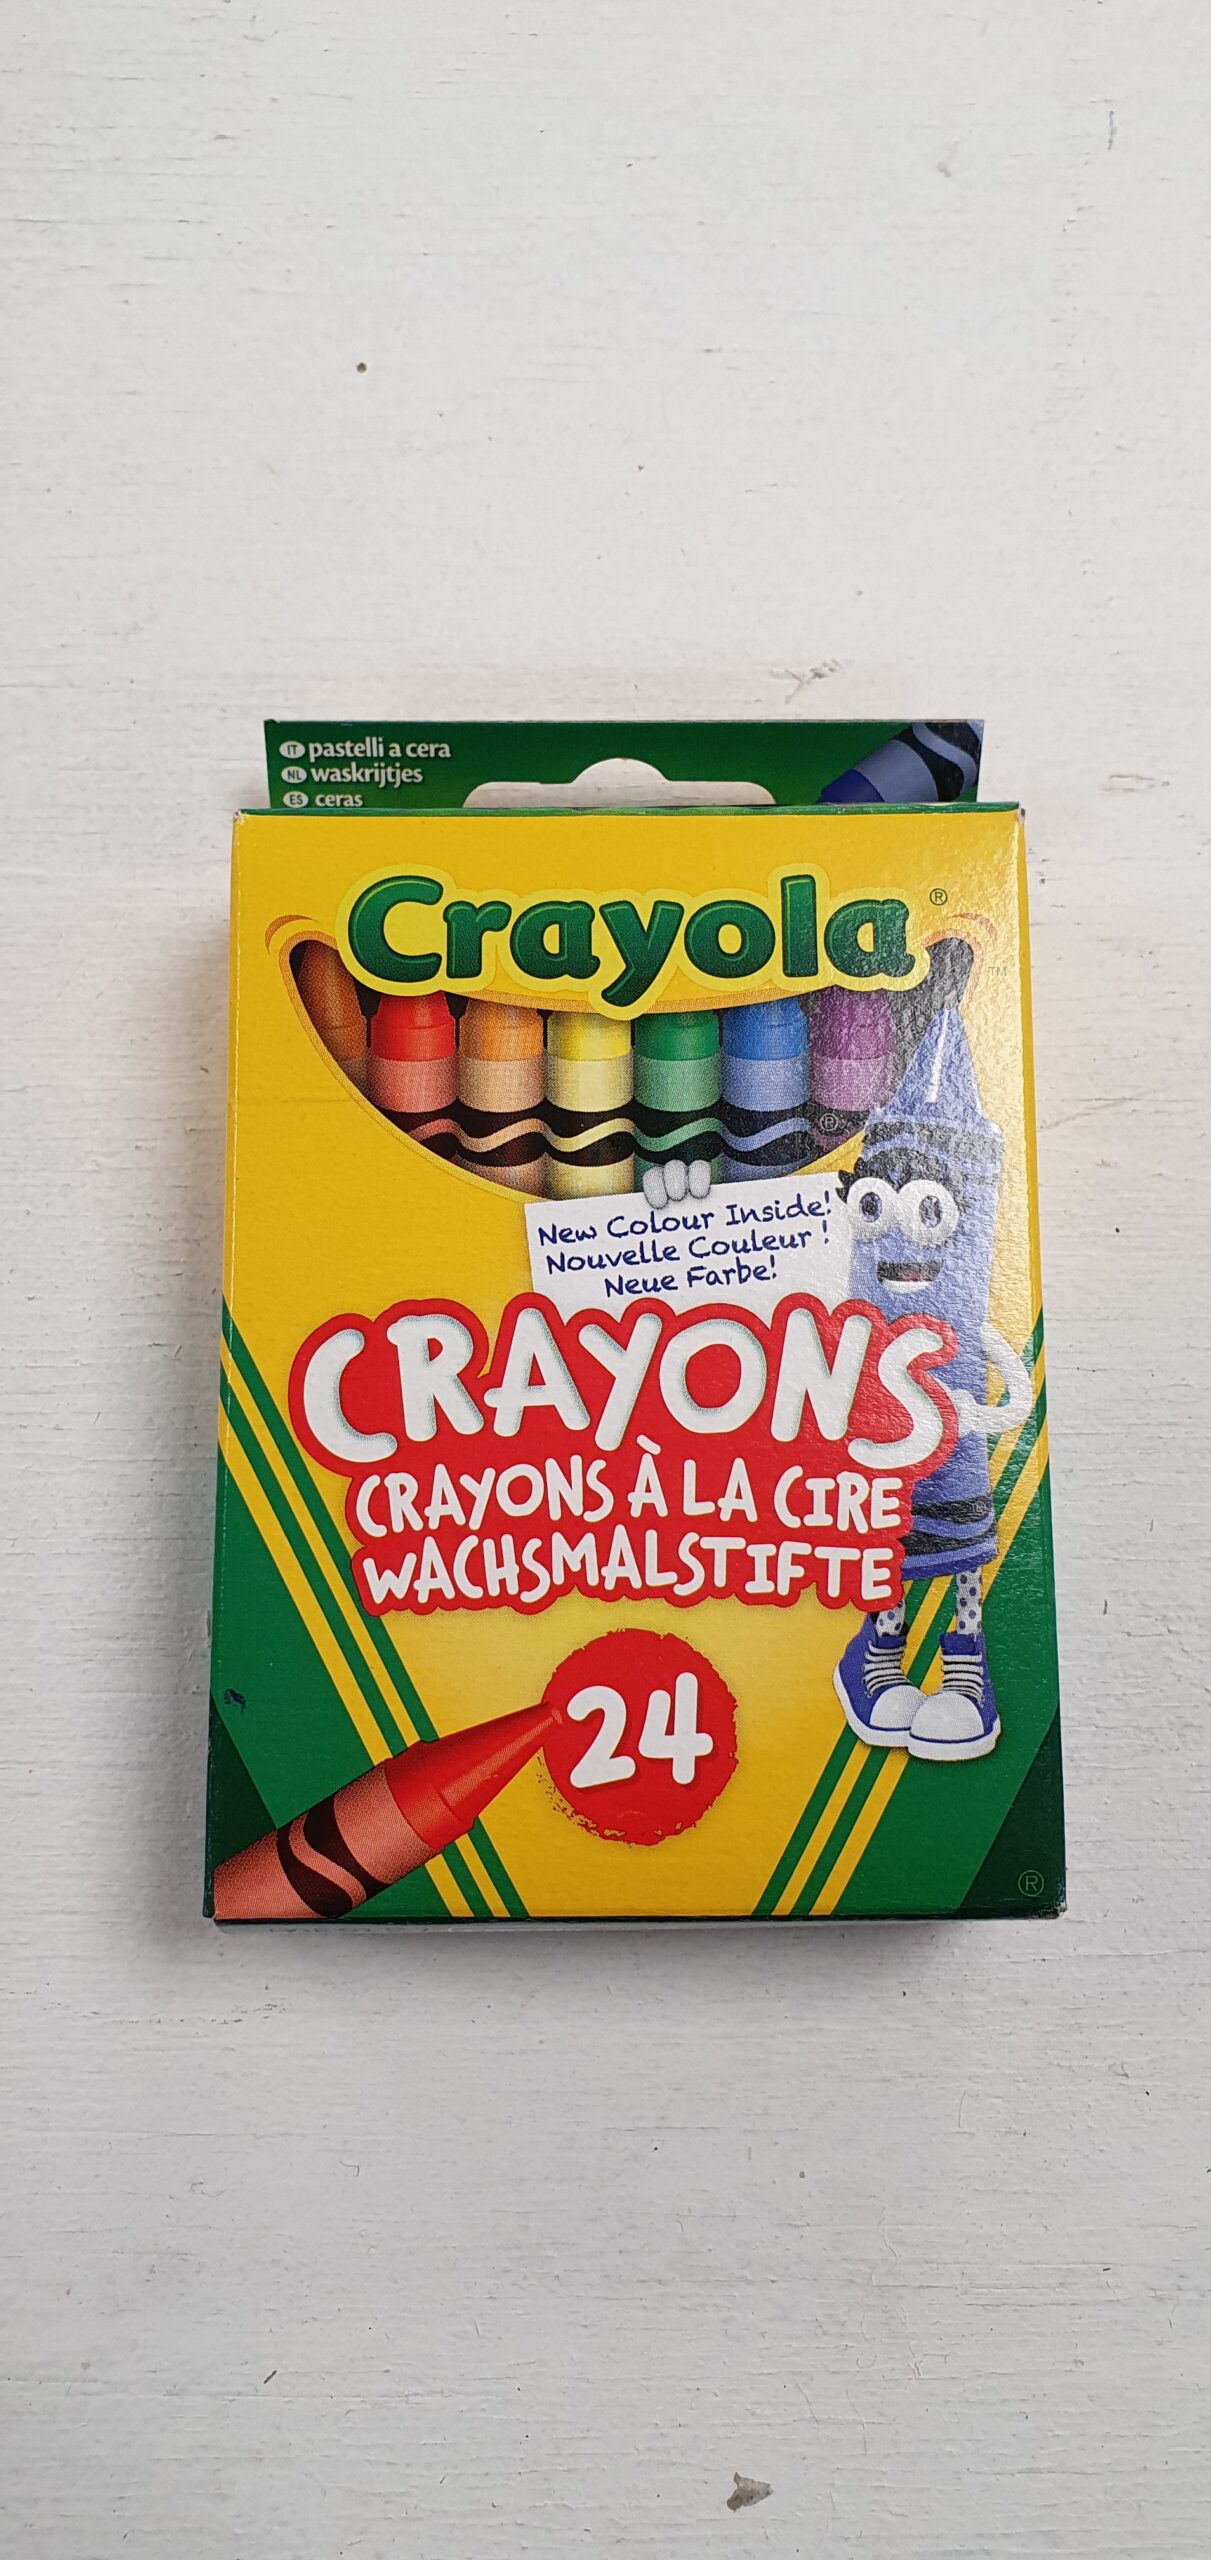 IT pastelli a cera
NL waskrijtjes
ES ceras
Crayola®
TM
®
New Colour Inside!
Nouvelle Couleur !
Neue Farbe!
CRAYONS
CRAYONS À LA CIRE
WACHSMALSTIFTE
24
®